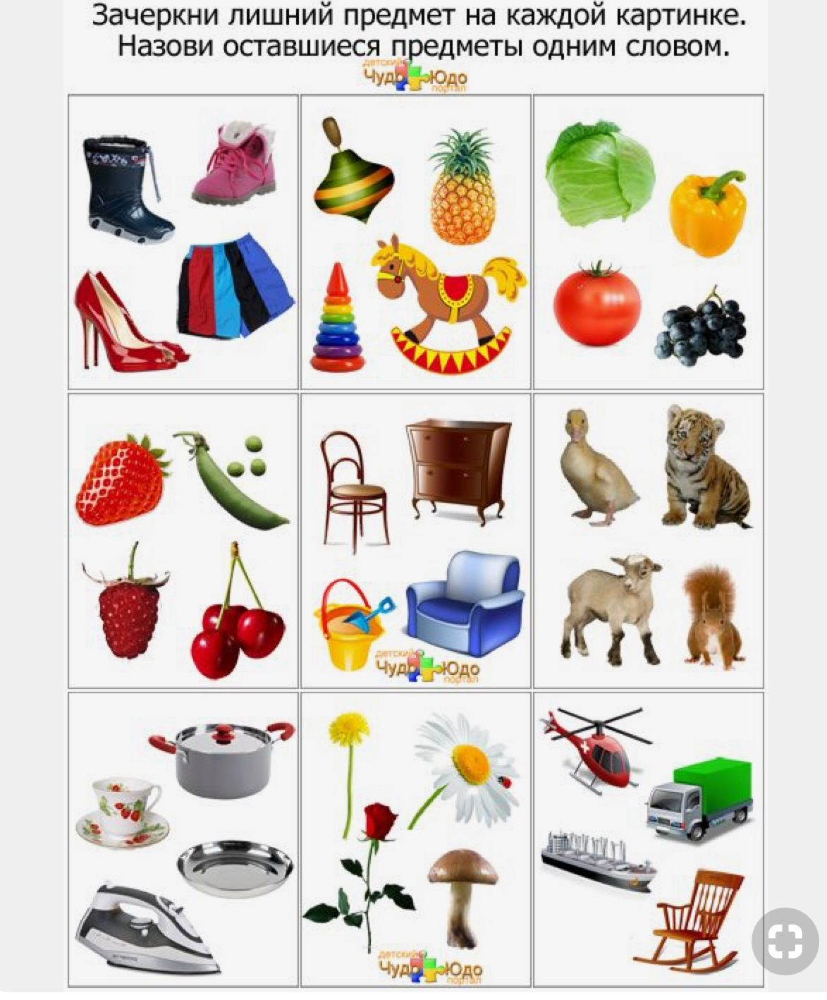 Зачеркни лишний предмет на каждой картинке.
Назови оставшиеся предметы одним словом.
детский
Чудо Юдо
портал
детский
Чудо Юдо
портал
детский
Чудо Юдо
портал